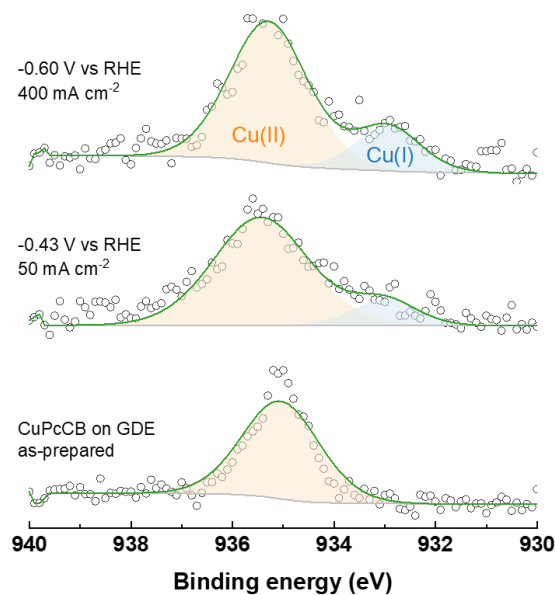 -0.60 V vs RHE
400 mA cm⁻²
Cu(II)
Cu(I)
-0.43 V vs RHE
50 mA cm⁻²
CuPcCB on GDE
as-prepared
940 938 936 934 932 930
Binding energy (eV)